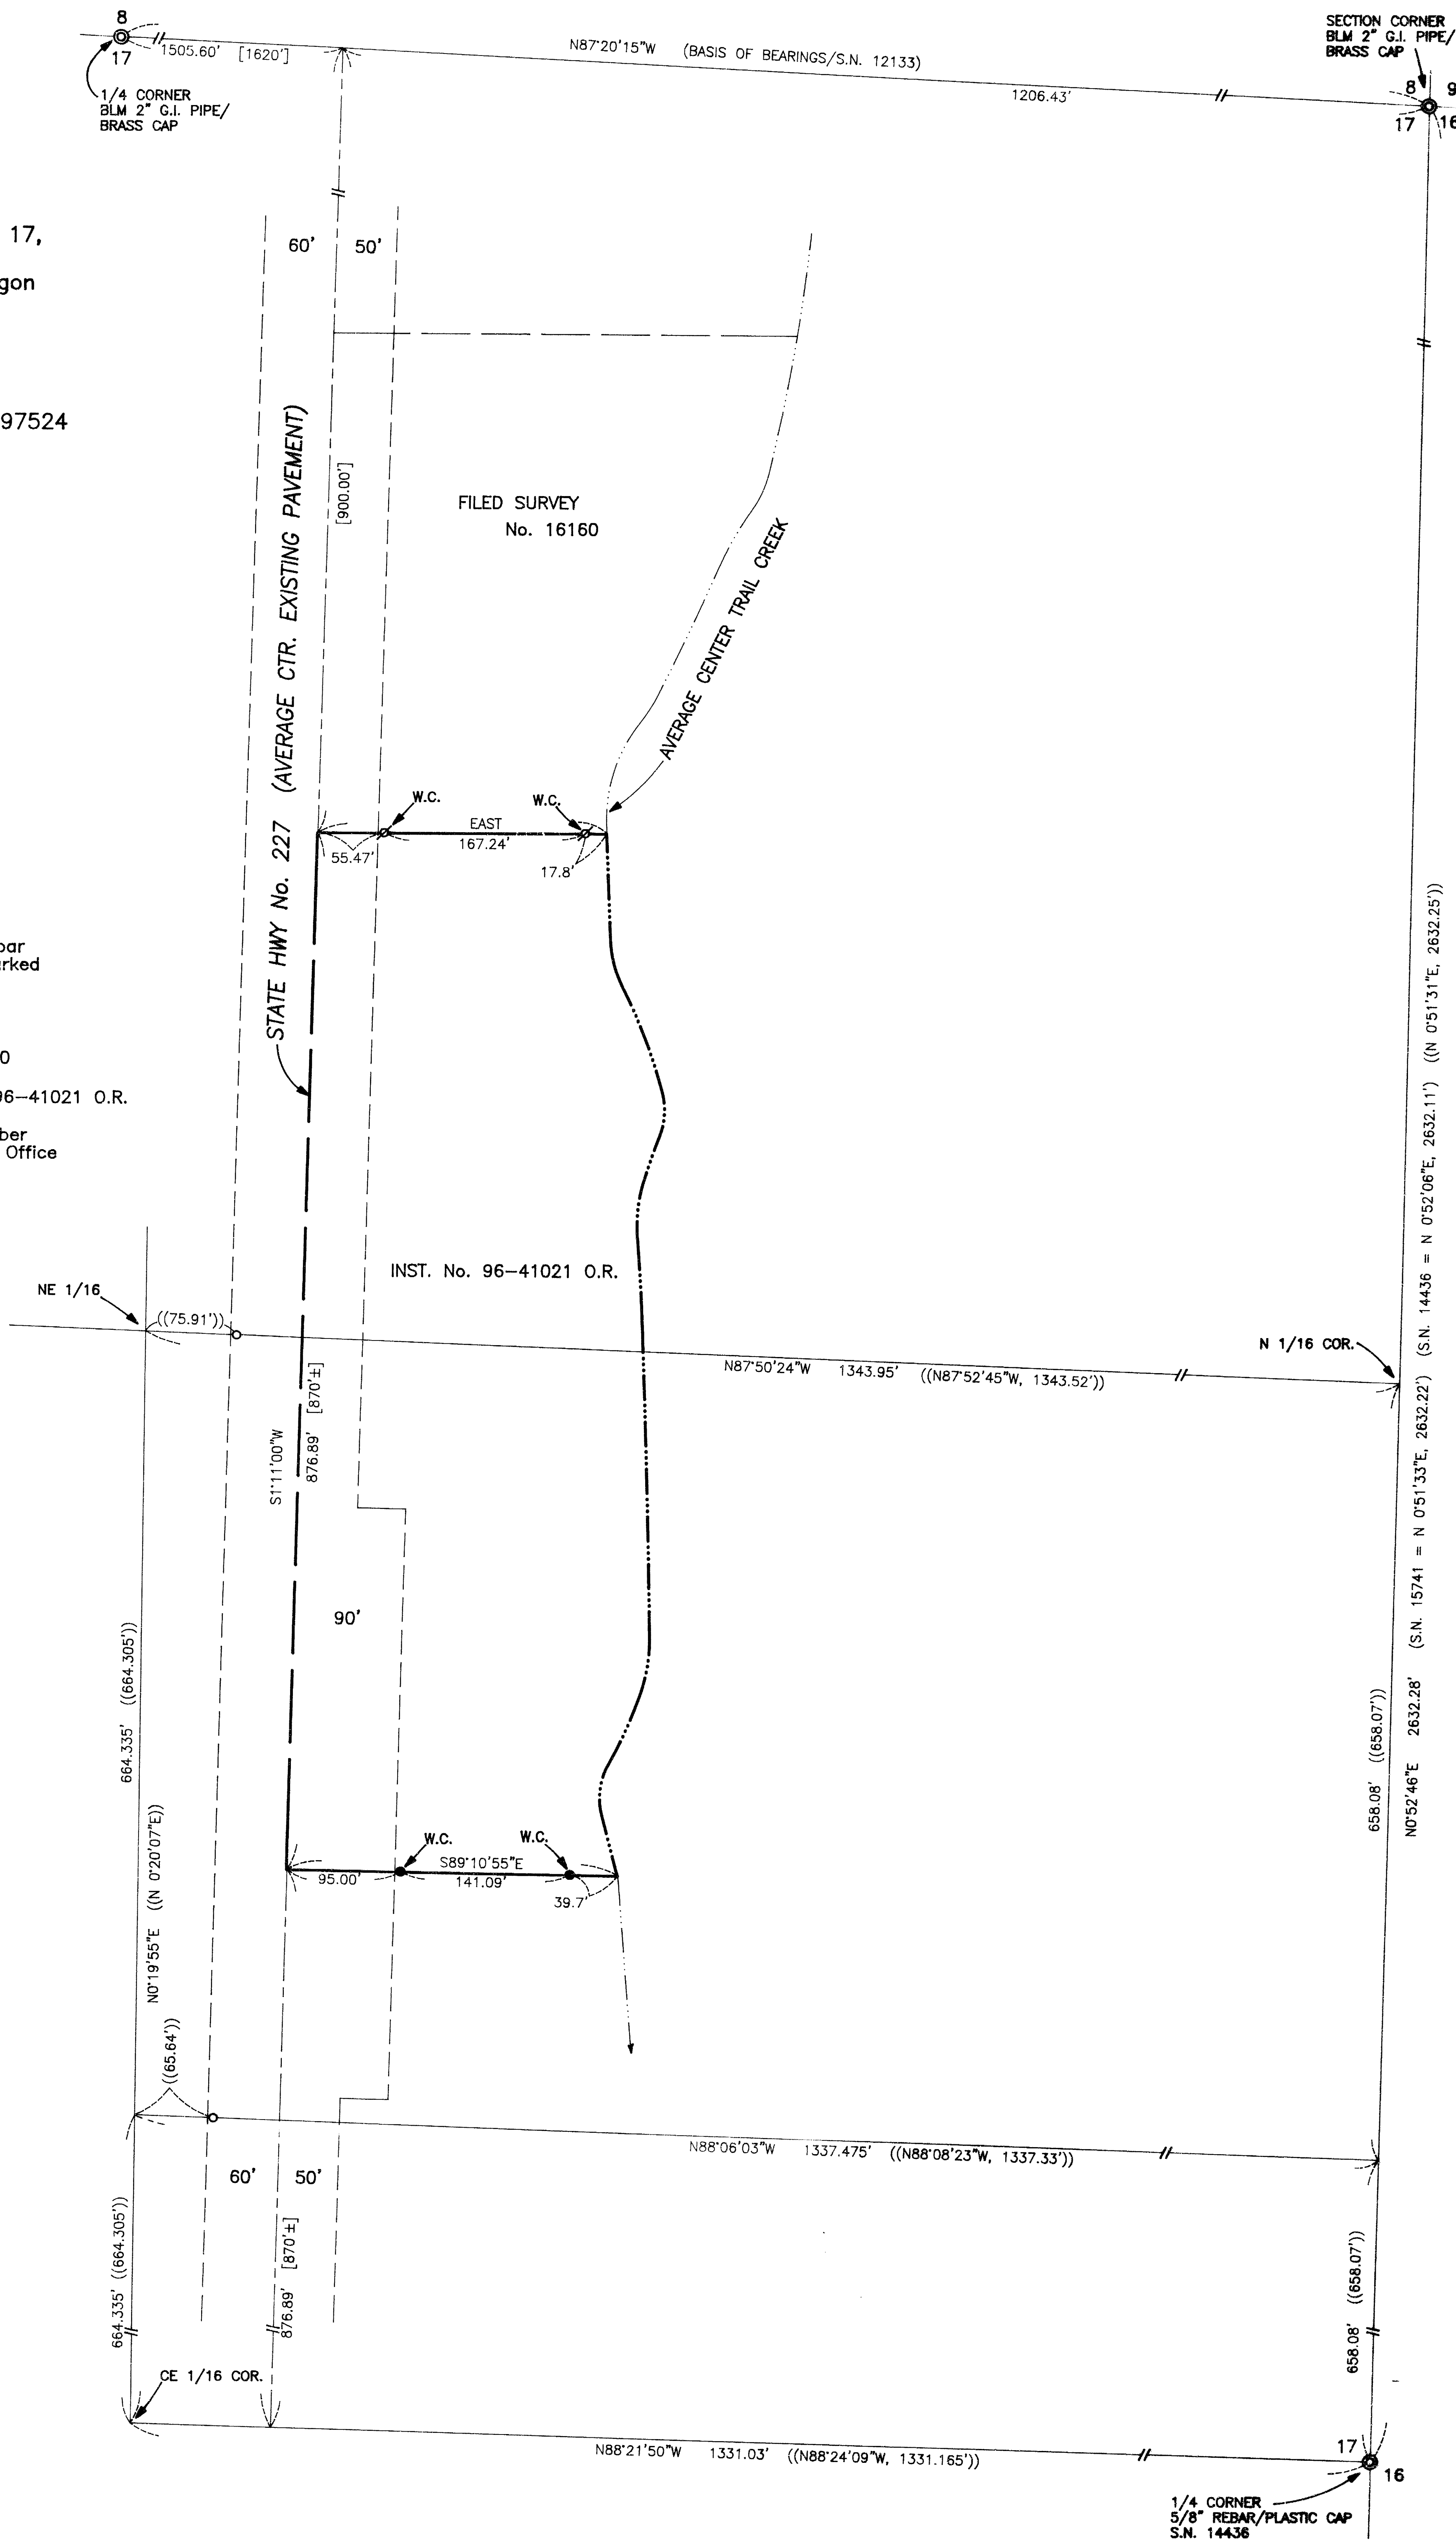 8
17
1505.60' [1620']
N87°20'15"W (BASIS OF BEARINGS/S.N. 12133)
1206.43'
SECTION CORNER
BLM 2" G.I. PIPE/
BRASS CAP
8 9
17 16
1/4 CORNER
BLM 2" G.I. PIPE/
BRASS CAP
17,
gon
97524
60' 50'
[900.00']
STATE HWY No. 227 (AVERAGE CTR. EXISTING PAVEMENT)
FILED SURVEY
No. 16160
AVERAGE CENTER TRAIL CREEK
W.C.
W.C.
EAST
55.47'
167.24'
17.8'
bar
arked
0
96-41021 O.R.
ber
Office
INST. No. 96-41021 O.R.
NE 1/16
((75.91'))
N87°50'24"W 1343.95' ((N87°52'45"W, 1343.52'))
N 1/16 COR.
S1°11'00"W
876.89' [870'±]
90'
664.335' ((664.305'))
N0°19'55"E ((N 0°20'07"E))
658.08' ((658.07'))
N0°52'46"E 2632.28' (S.N. 15741 = N 0°51'33"E, 2632.22') (S.N. 14436 = N 0°52'06"E, 2632.11') ((N 0°51'31"E, 2632.25'))
W.C.
W.C.
S89°10'55"E
95.00'
141.09'
39.7'
((65.64'))
N88°06'03"W 1337.475' ((N88°08'23"W, 1337.33'))
60' 50'
664.335' ((664.305'))
876.89' [870'±]
658.08' ((658.07'))
CE 1/16 COR.
N88°21'50"W 1331.03' ((N88°24'09"W, 1331.165'))
17
16
1/4 CORNER
5/8" REBAR/PLASTIC CAP
S.N. 14436